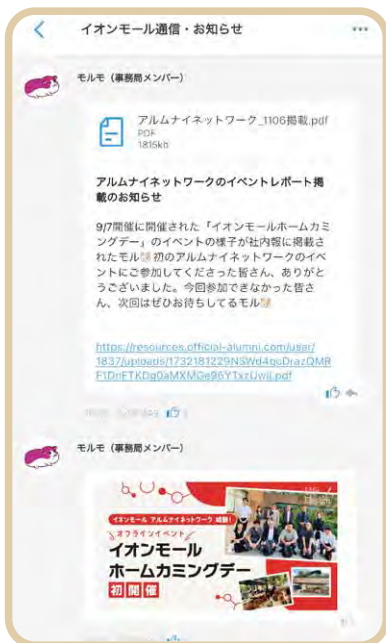 イオンモール通信・お知らせ
モルモ（事務局メンバー）
アルムナイネットワーク_1106掲載.pdf
PDF
1815kb
アルムナイネットワークのイベントレポート掲
載のお知らせ
9/7開催に開催された「イオンモールホームカミ
ングデー」のイベントの様子が社内報に掲載さ
れたモル🐹初のアルムナイネットワークのイベ
ントにご参加してくださった皆さん、ありがと
うございました。今回参加できなかった皆さ
ん、次回はぜひお待ちしてるモル🐹
https://resources.official-alumni.com/user/
モルモ（事務局メンバー）
イオンモール アルムナイネットワーク 始動！
オフラインイベント
イオンモール
ホームカミングデー
初開催